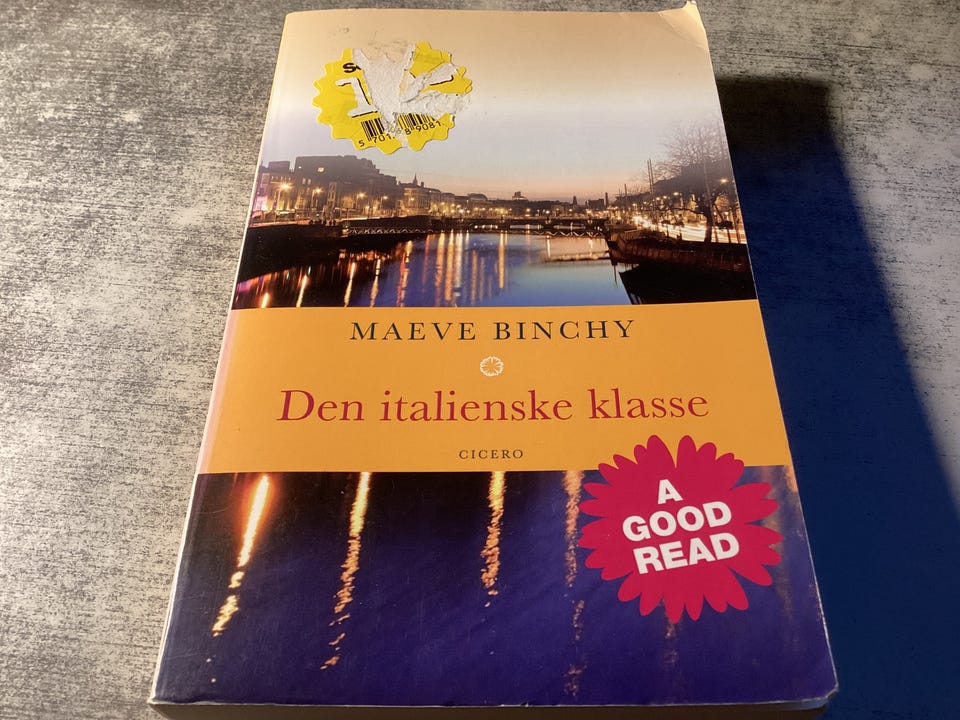 MAEVE BINCHY
Den italienske klasse
CICERO
A
GOOD
READ